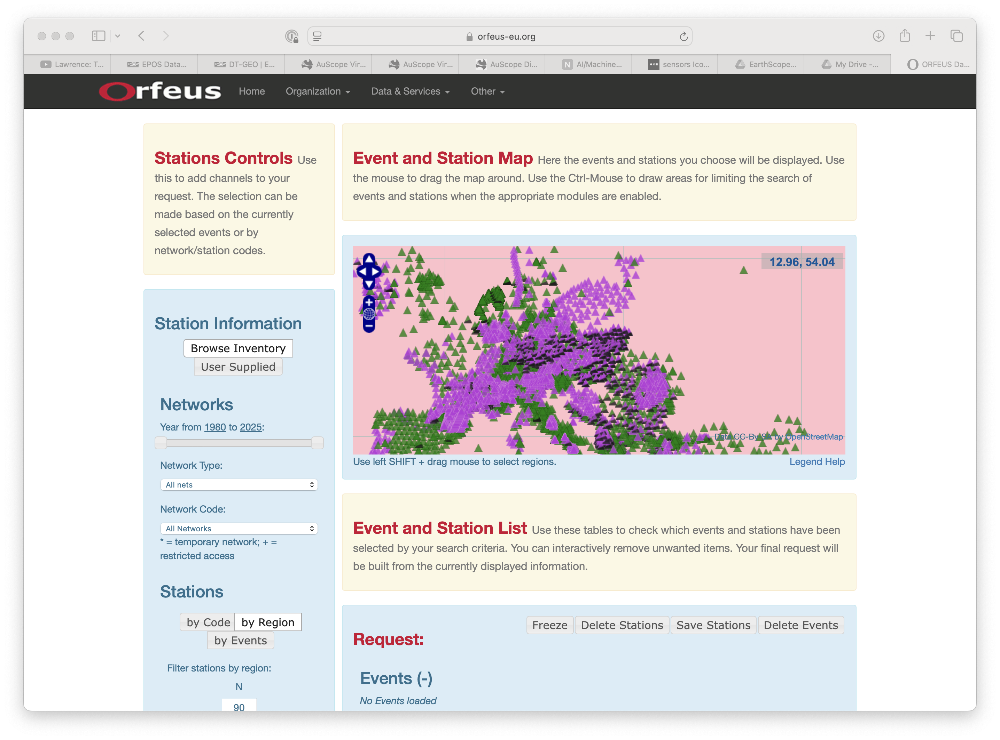 orfeus-eu.org
Lawrence: T...
EPOS Data...
DT-GEO | E...
AuScope Vir...
AuScope Vir...
AuScope Di...
N AI/Machine...
sensors Ico...
EarthScope...
My Drive -...
ORFEUS Da...
Orfeus
Home
Organization
Data & Services
Other
Stations Controls Use
this to add channels to your
request. The selection can be
made based on the currently
selected events or by
network/station codes.
Station Information
Browse Inventory
User Supplied
Networks
Year from 1980 to 2025:
Network Type:
All nets
Network Code:
All Networks
* = temporary network; + =
restricted access
Stations
by Code
by Region
by Events
Filter stations by region:
N
90
Event and Station Map Here the events and stations you choose will be displayed. Use
the mouse to drag the map around. Use the Ctrl-Mouse to draw areas for limiting the search of
events and stations when the appropriate modules are enabled.
12.96, 54.04
Data CC-By-SA by OpenStreetMap
Use left SHIFT + drag mouse to select regions.
Legend Help
Event and Station List Use these tables to check which events and stations have been
selected by your search criteria. You can interactively remove unwanted items. Your final request will
be built from the currently displayed information.
Freeze
Delete Stations
Save Stations
Delete Events
Request:
Events (-)
No Events loaded